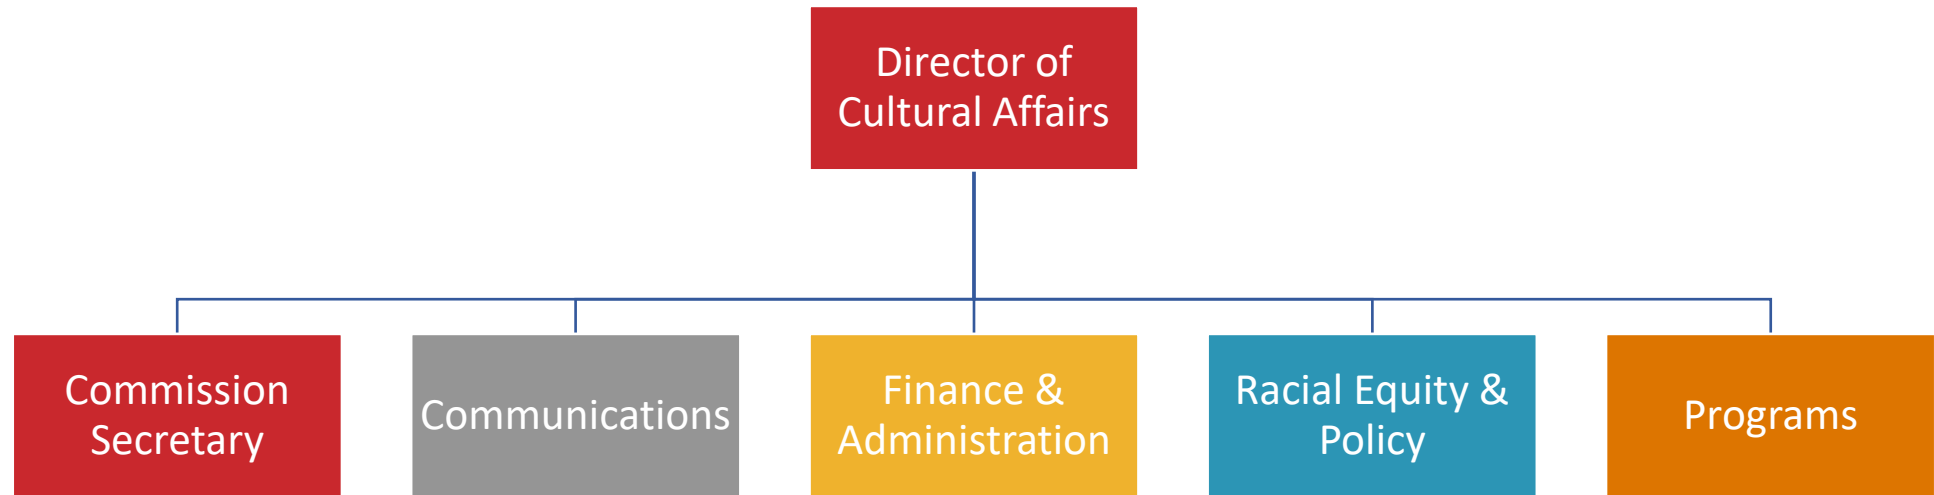 Director of
Cultural Affairs
Commission
Secretary
Communications
Finance &
Administration
Racial Equity &
Policy
Programs